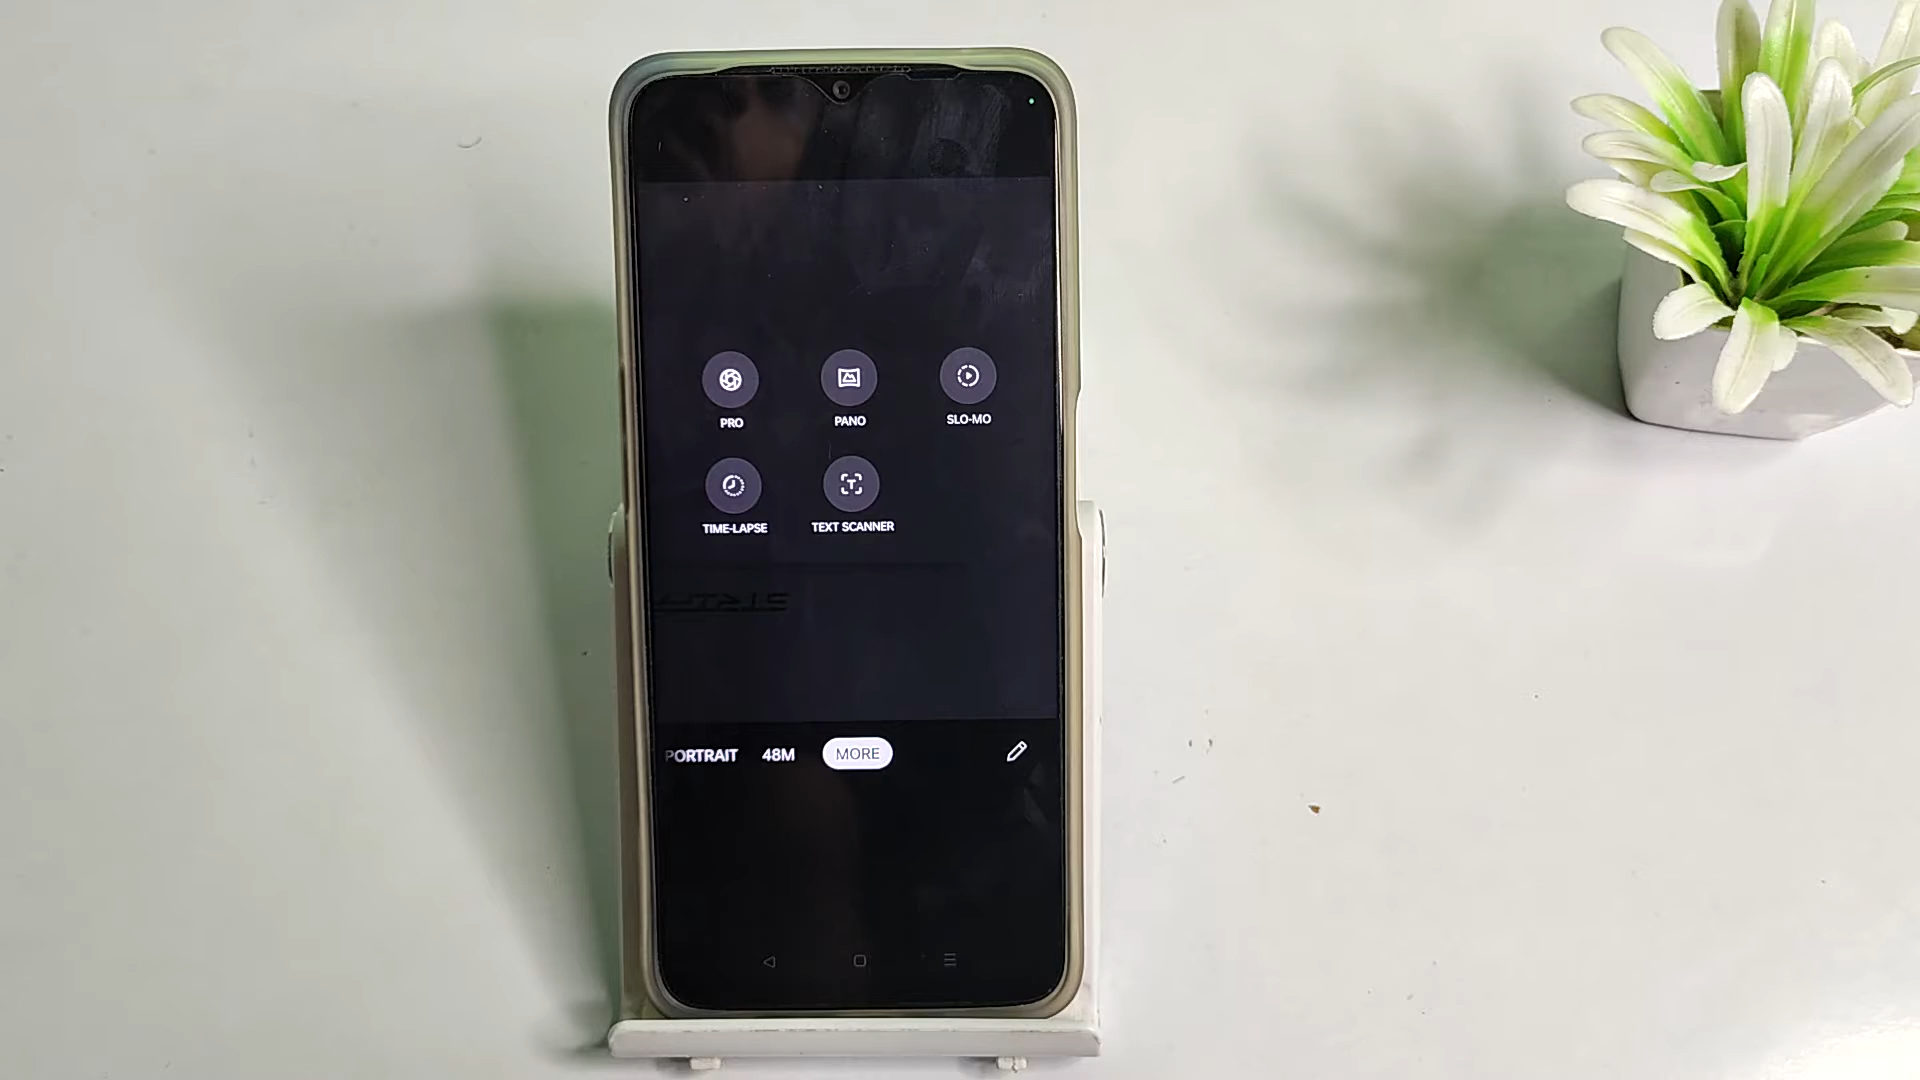 PRO PANO SLO-MO
TIME-LAPSE TEXT SCANNER
PORTRAIT 48M MORE